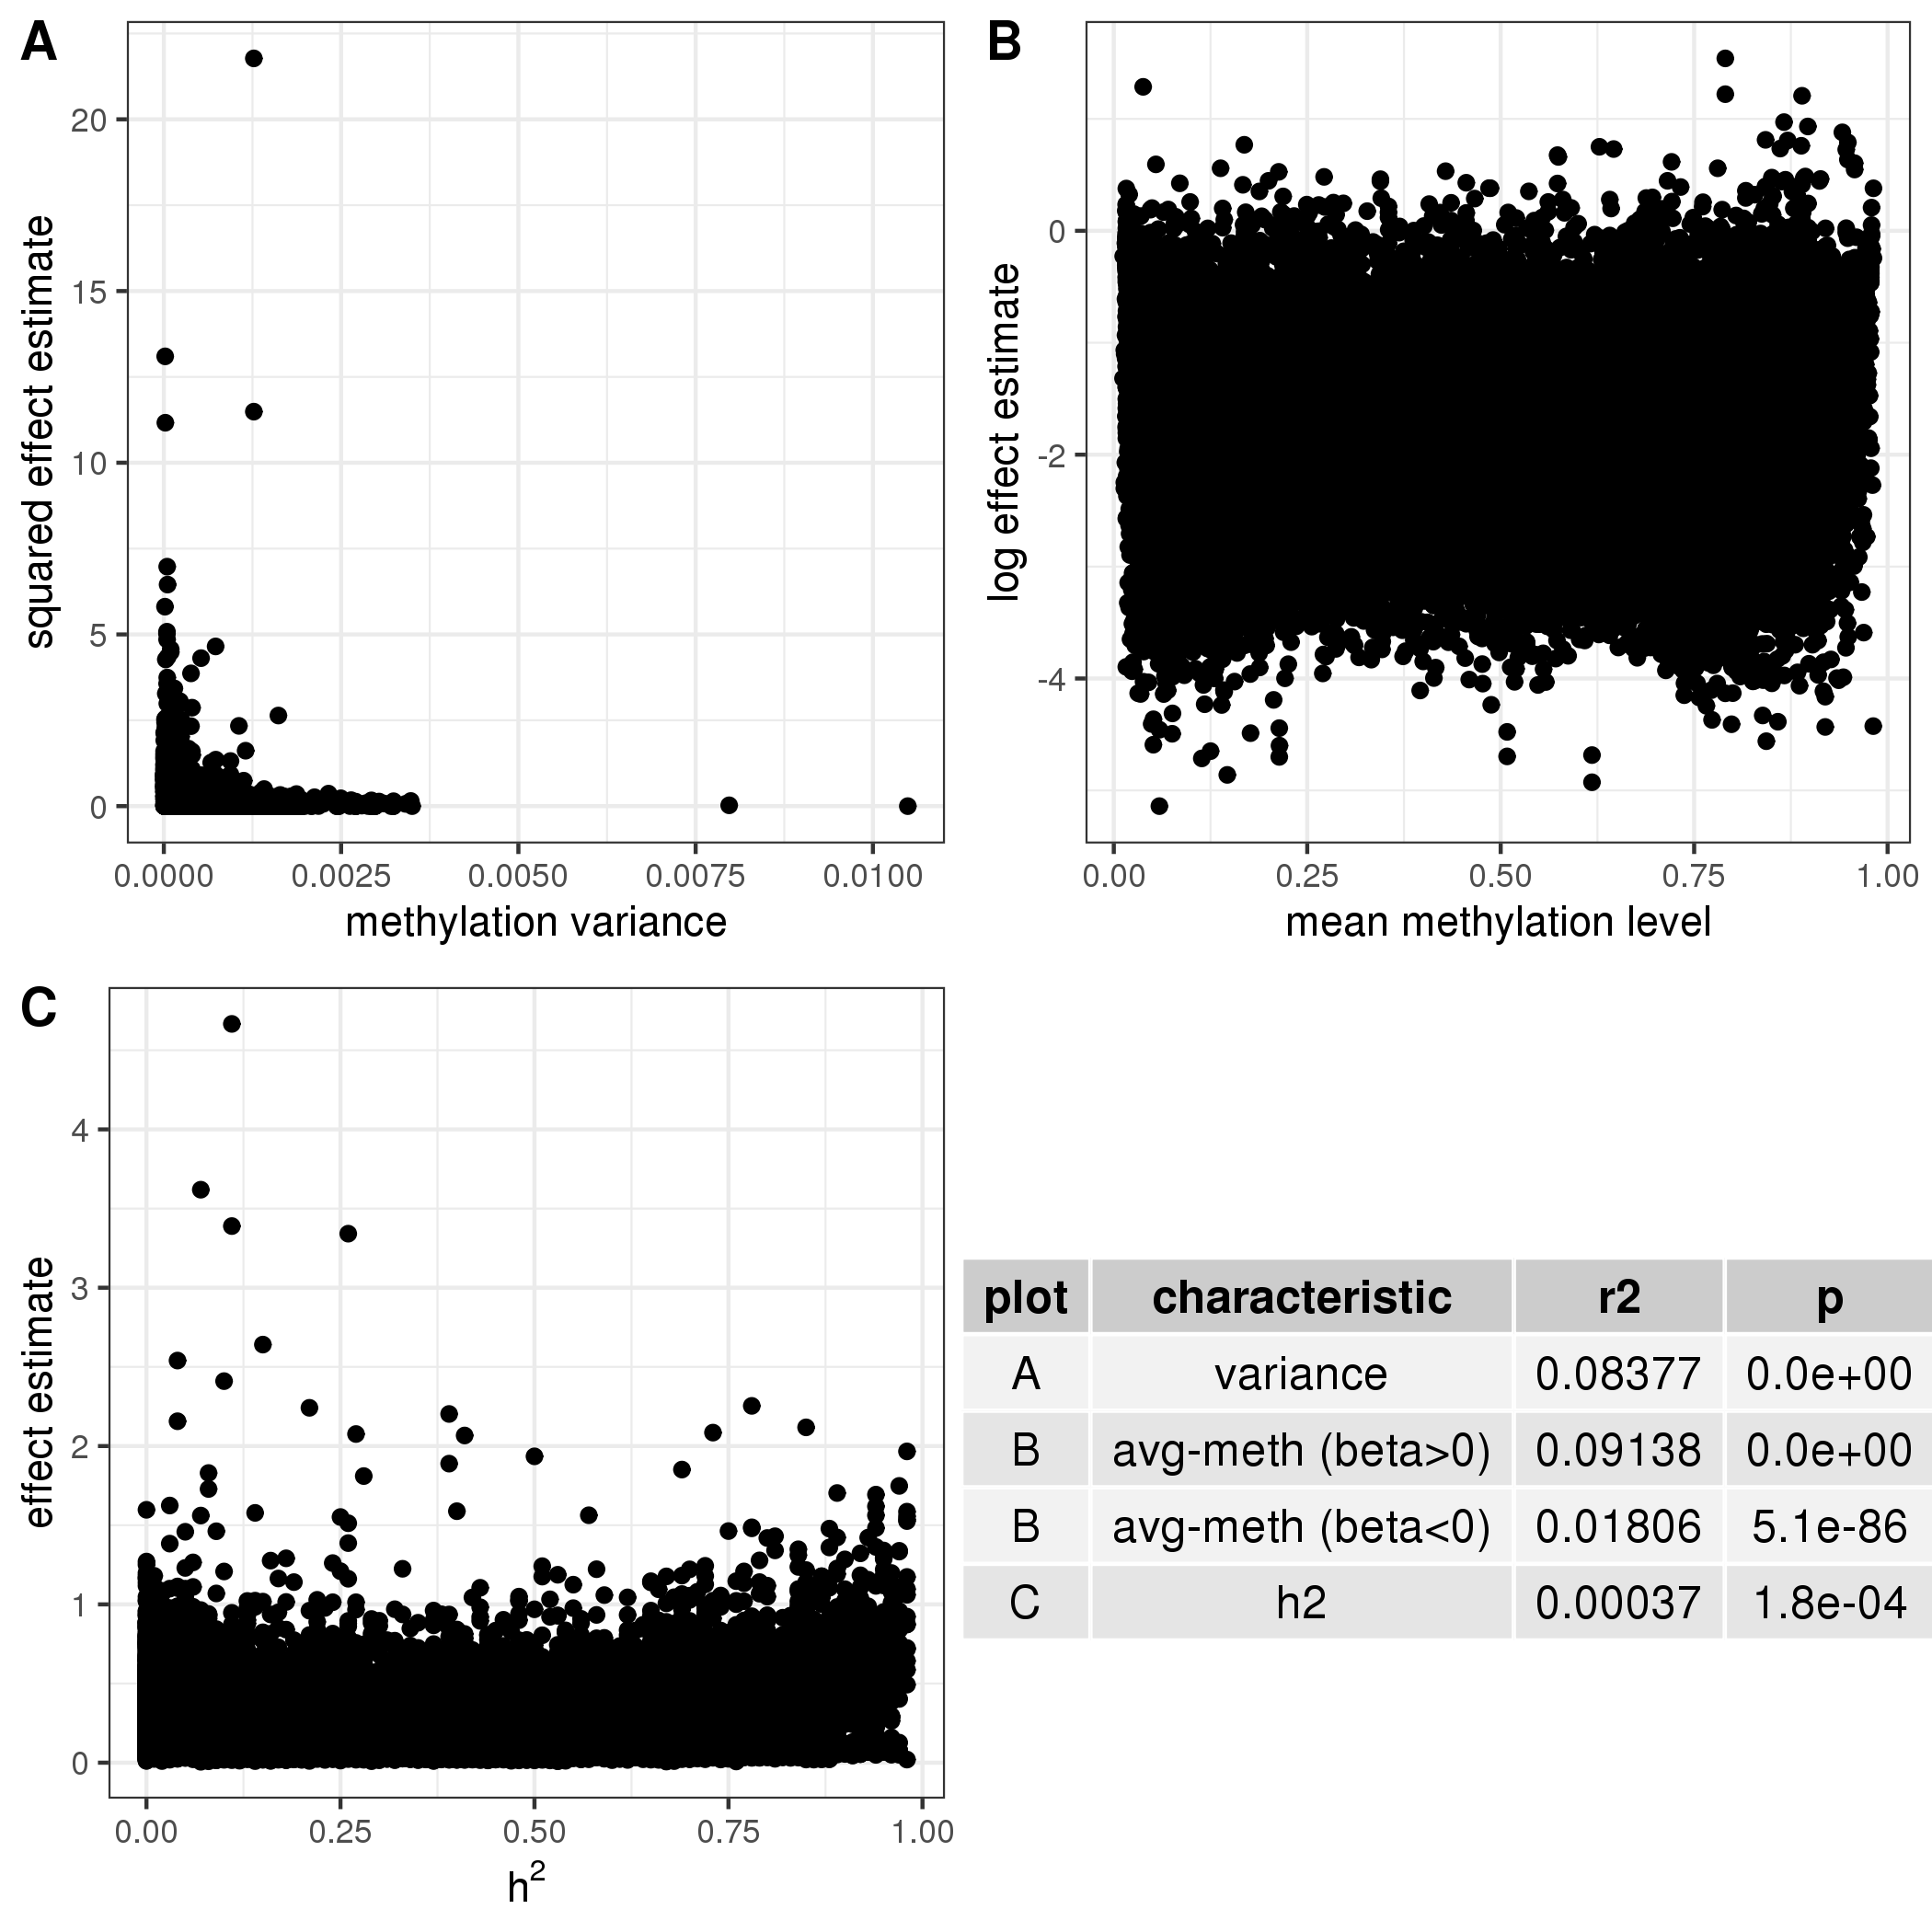 A
squared effect estimate
20
15
10
5
0
0.0000 0.0025 0.0050 0.0075 0.0100
methylation variance
B
log effect estimate
0
-2
-4
0.00 0.25 0.50 0.75 1.00
mean methylation level
C
effect estimate
4
3
2
1
0
0.00 0.25 0.50 0.75 1.00
h²
plot characteristic r2 p
A variance 0.08377 0.0e+00
B avg-meth (beta>0) 0.09138 0.0e+00
B avg-meth (beta<0) 0.01806 5.1e-86
C h2 0.00037 1.8e-04